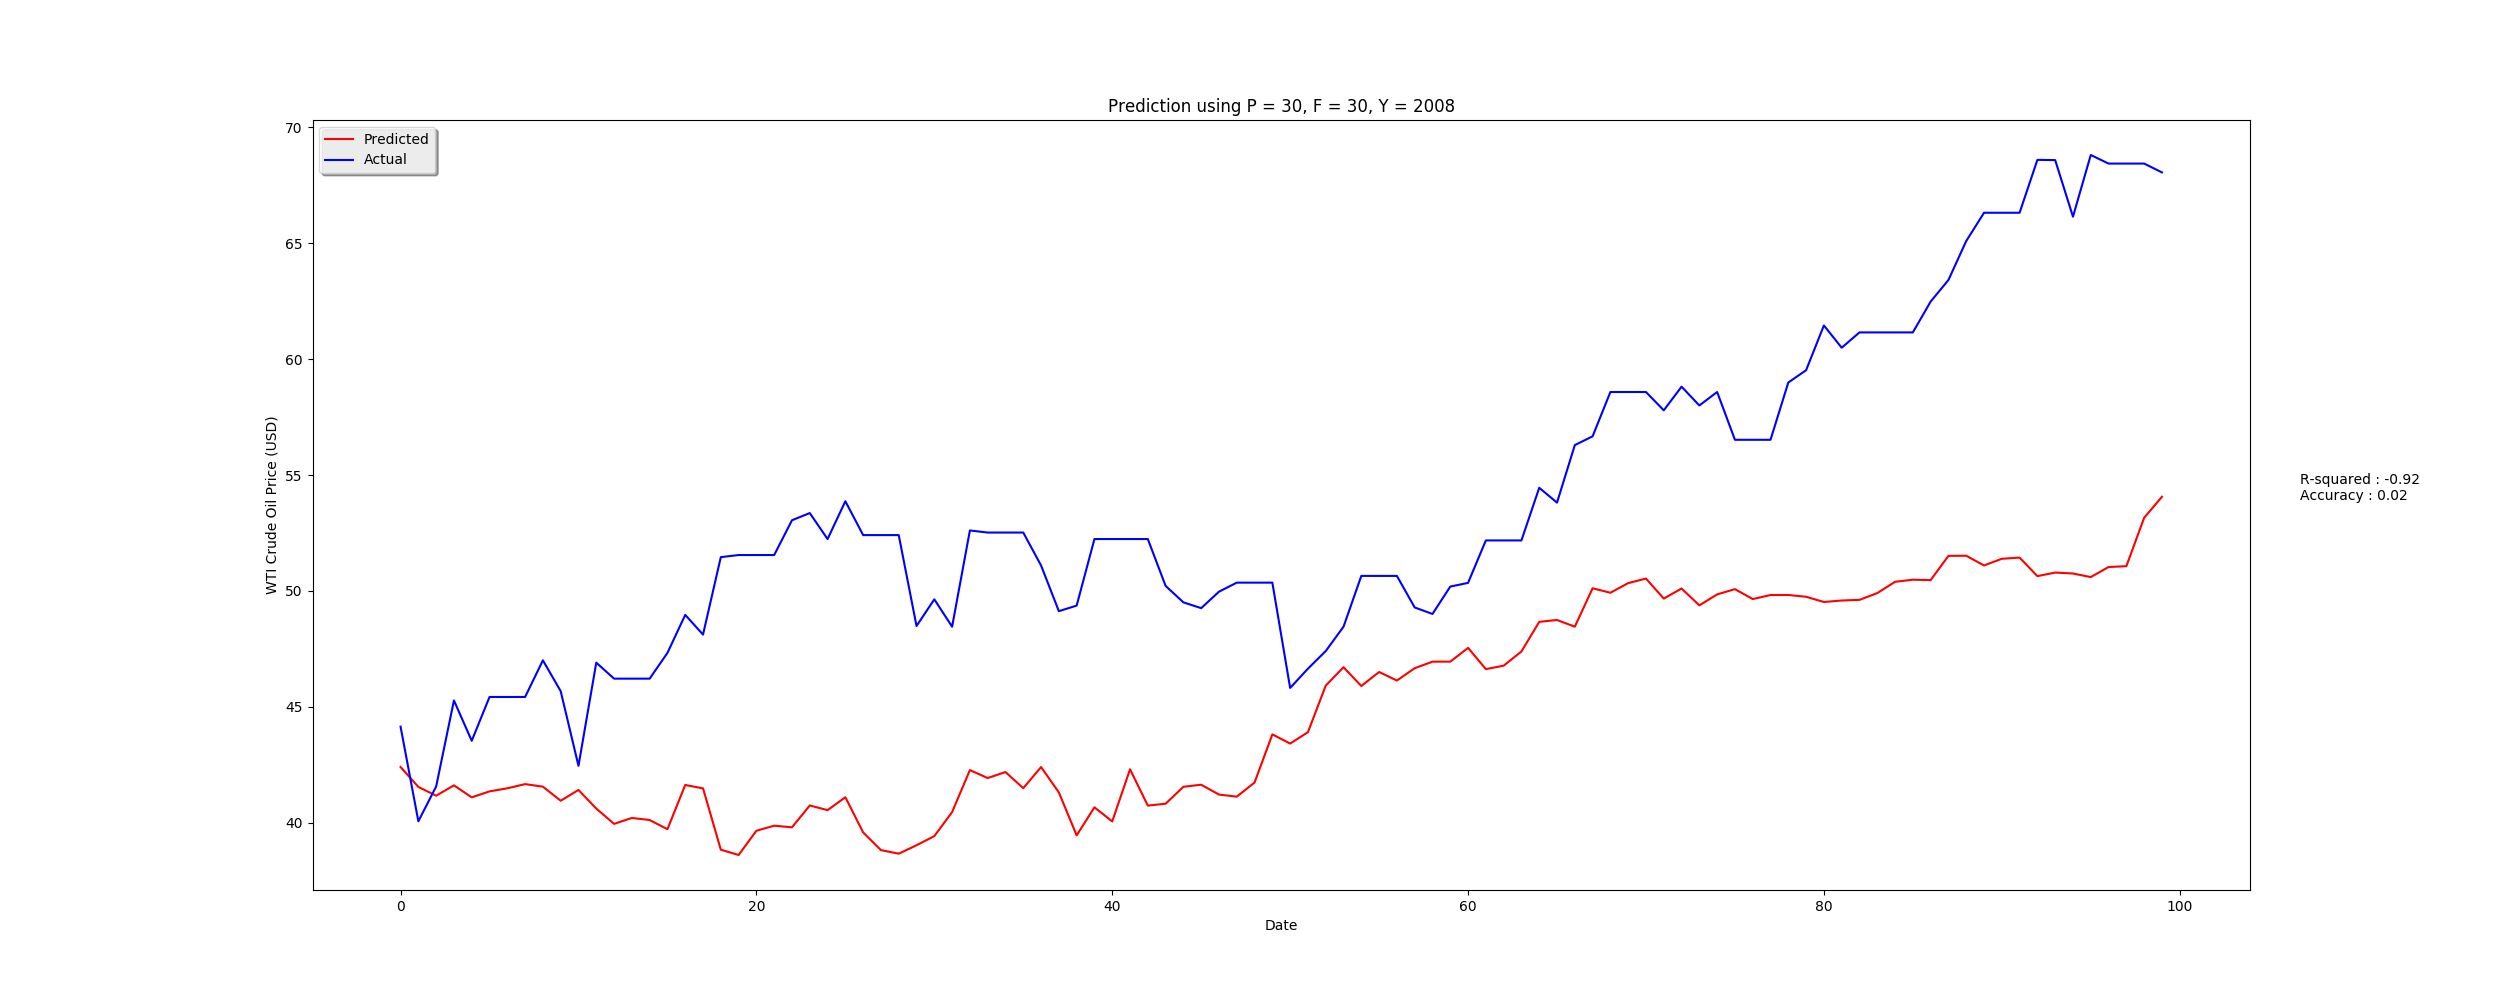 Prediction using P = 30, F = 30, Y = 2008
Predicted
Actual
70
65
60
55
50
45
40
WTI Crude Oil Price (USD)
0
20
40
60
80
100
Date
R-squared : -0.92
Accuracy : 0.02